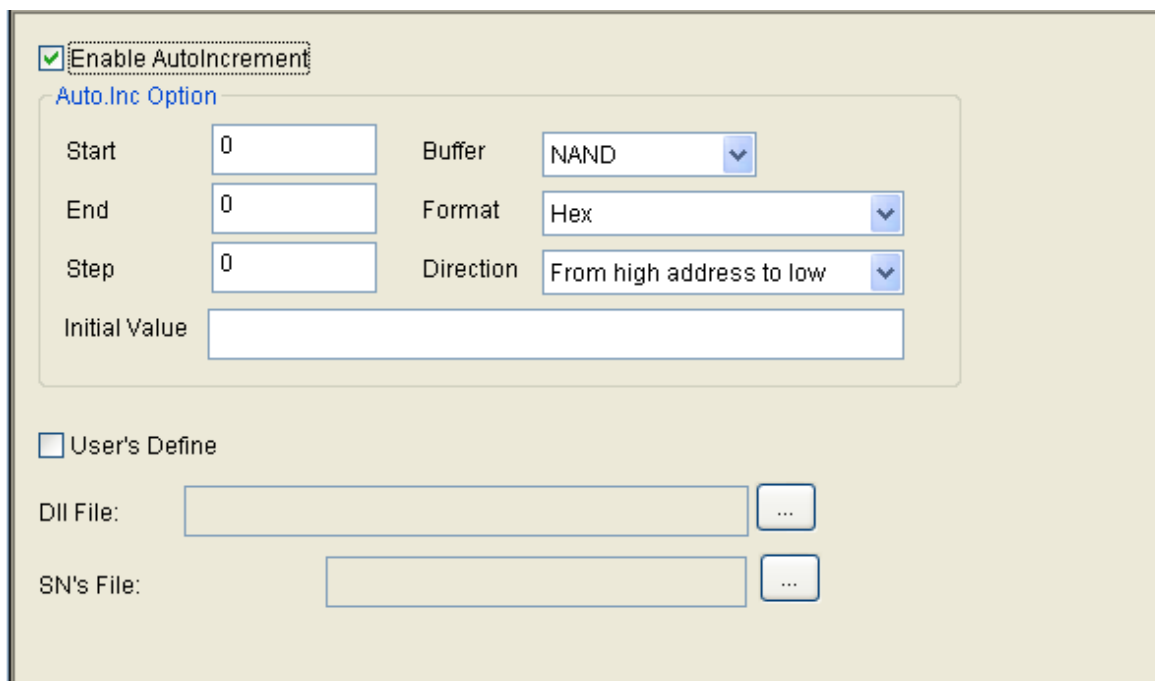 Enable AutoIncrement
Auto.Inc Option
Start 0 Buffer NAND
End 0 Format Hex
Step 0 Direction From high address to low
Initial Value
User's Define
Dll File: ...
SN's File: ...